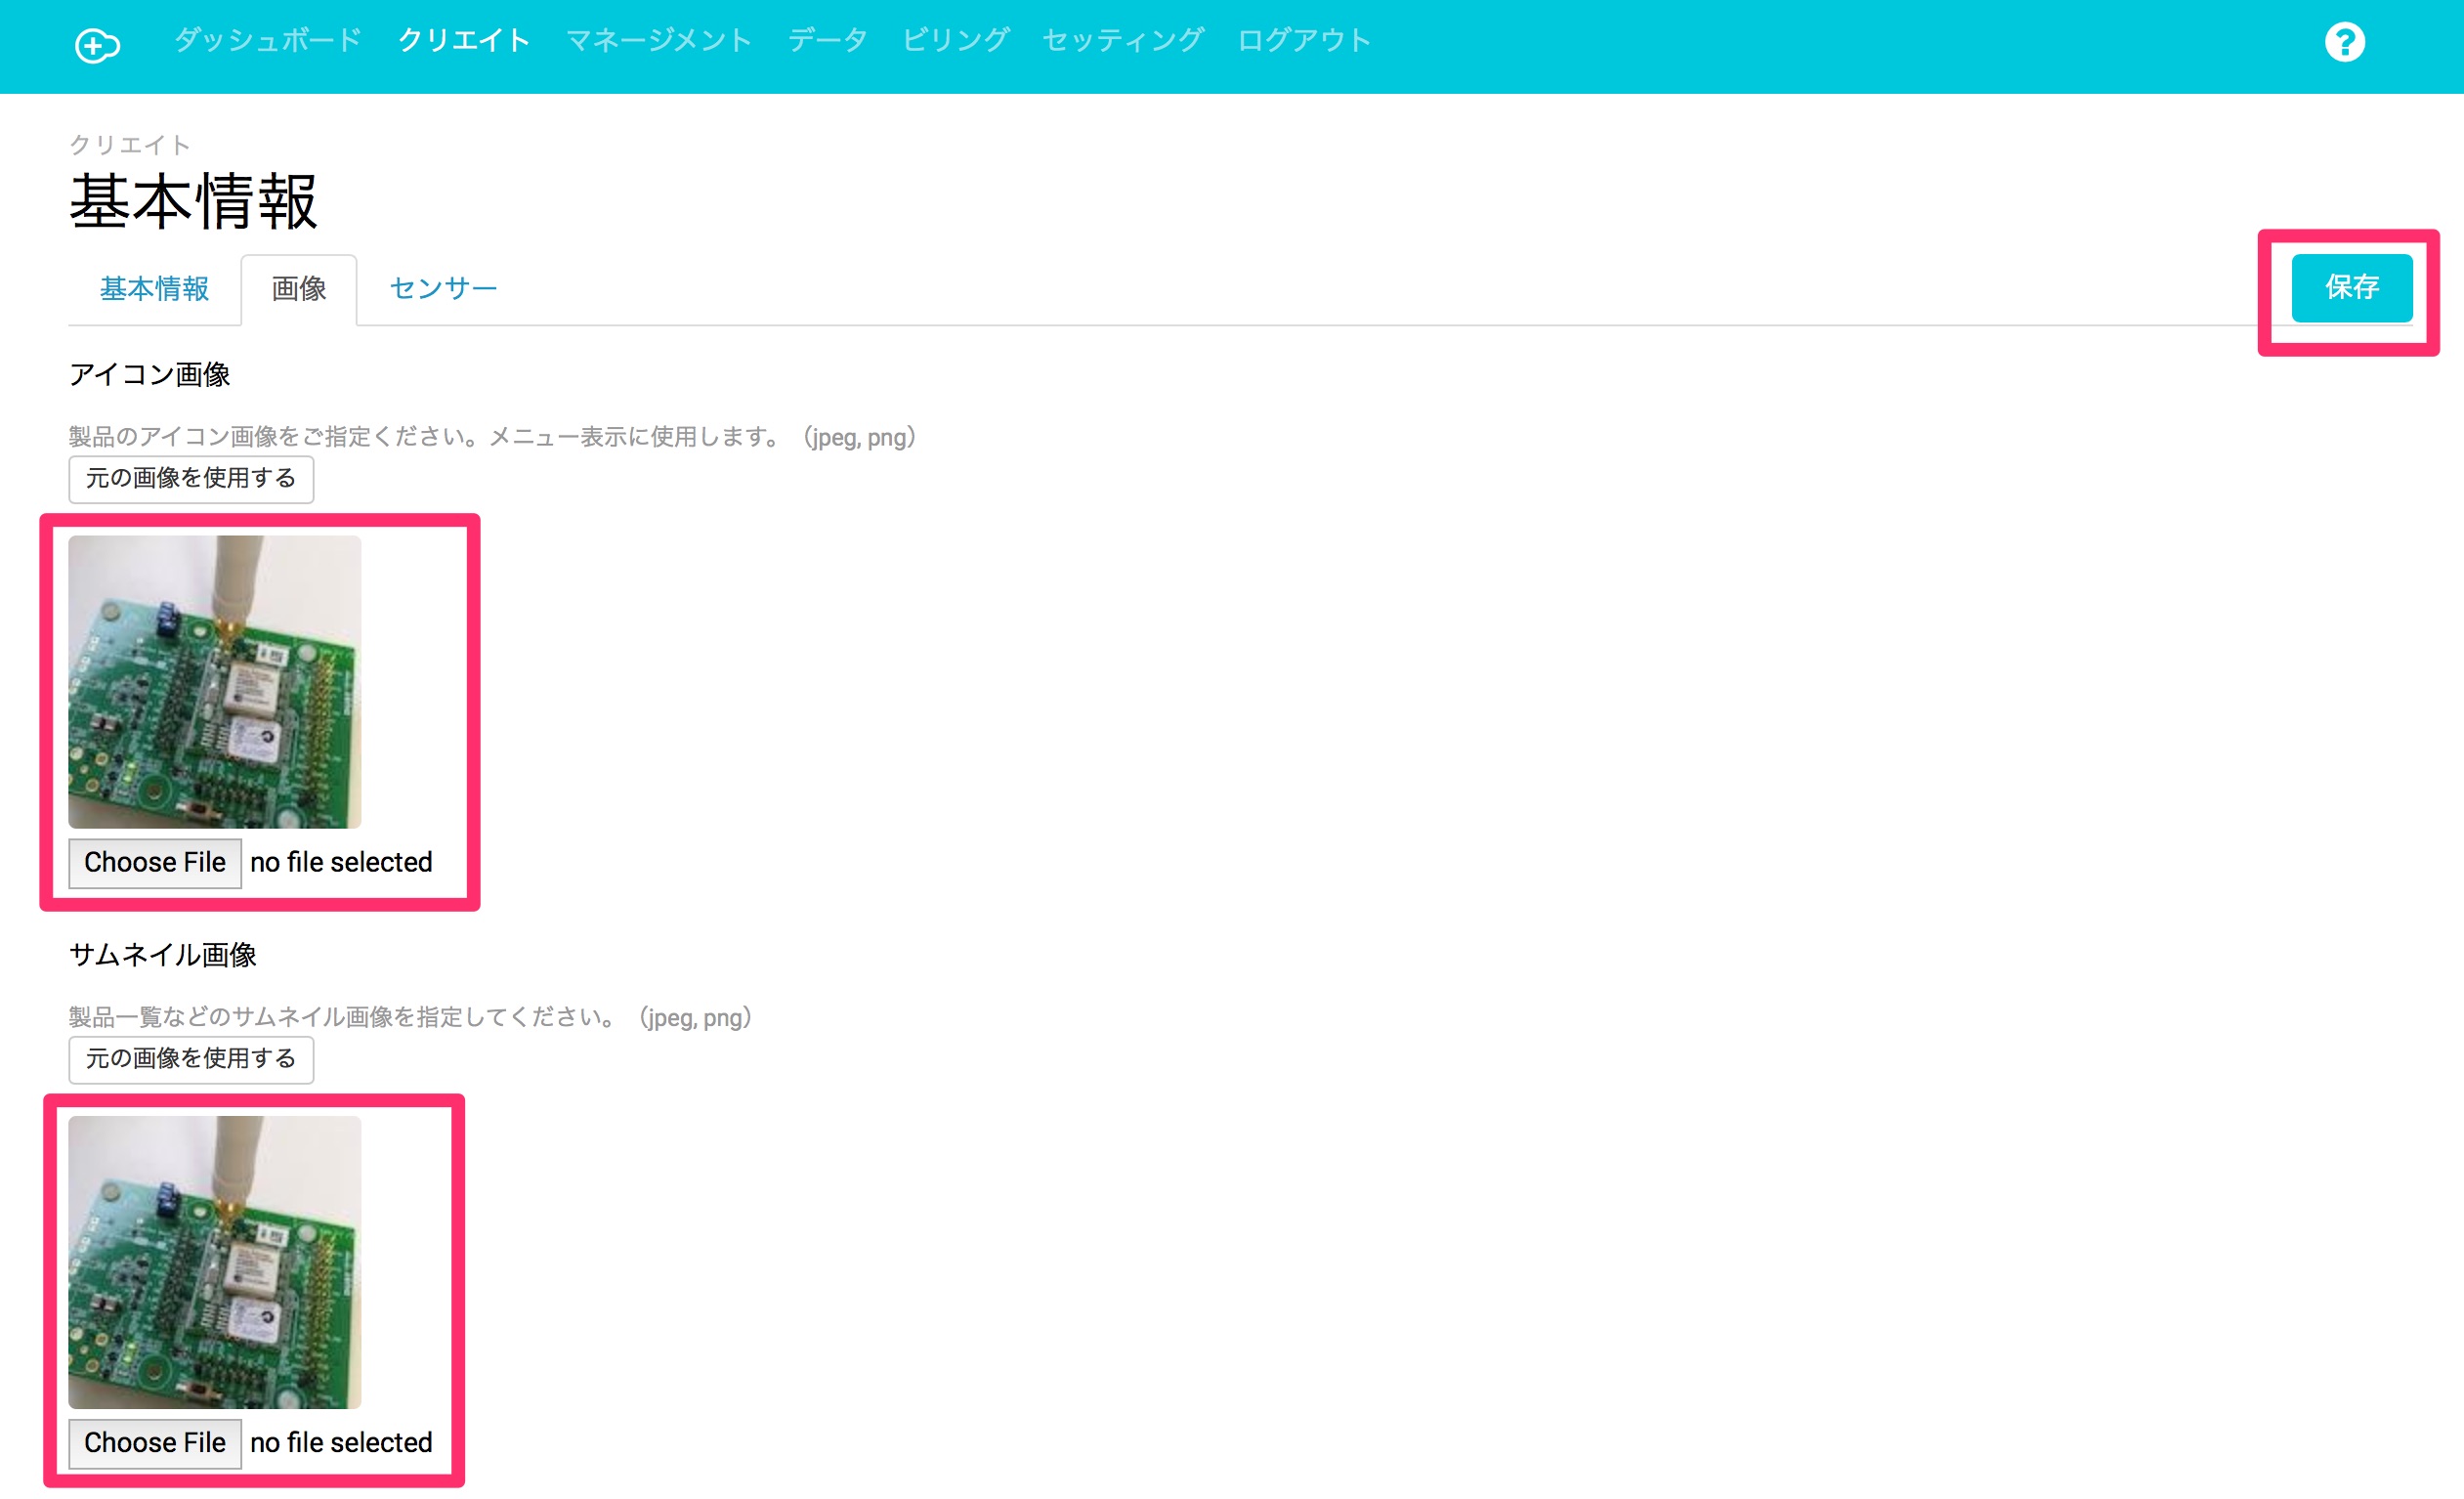 ダッシュボード クリエイト マネージメント データ ビリング セッティング ログアウト
クリエイト
基本情報
基本情報 画像 センサー 保存
アイコン画像
製品のアイコン画像をご指定ください。メニュー表示に使用します。（jpeg, png）
元の画像を使用する
Choose File no file selected
サムネイル画像
製品一覧などのサムネイル画像を指定してください。（jpeg, png）
元の画像を使用する
Choose File no file selected